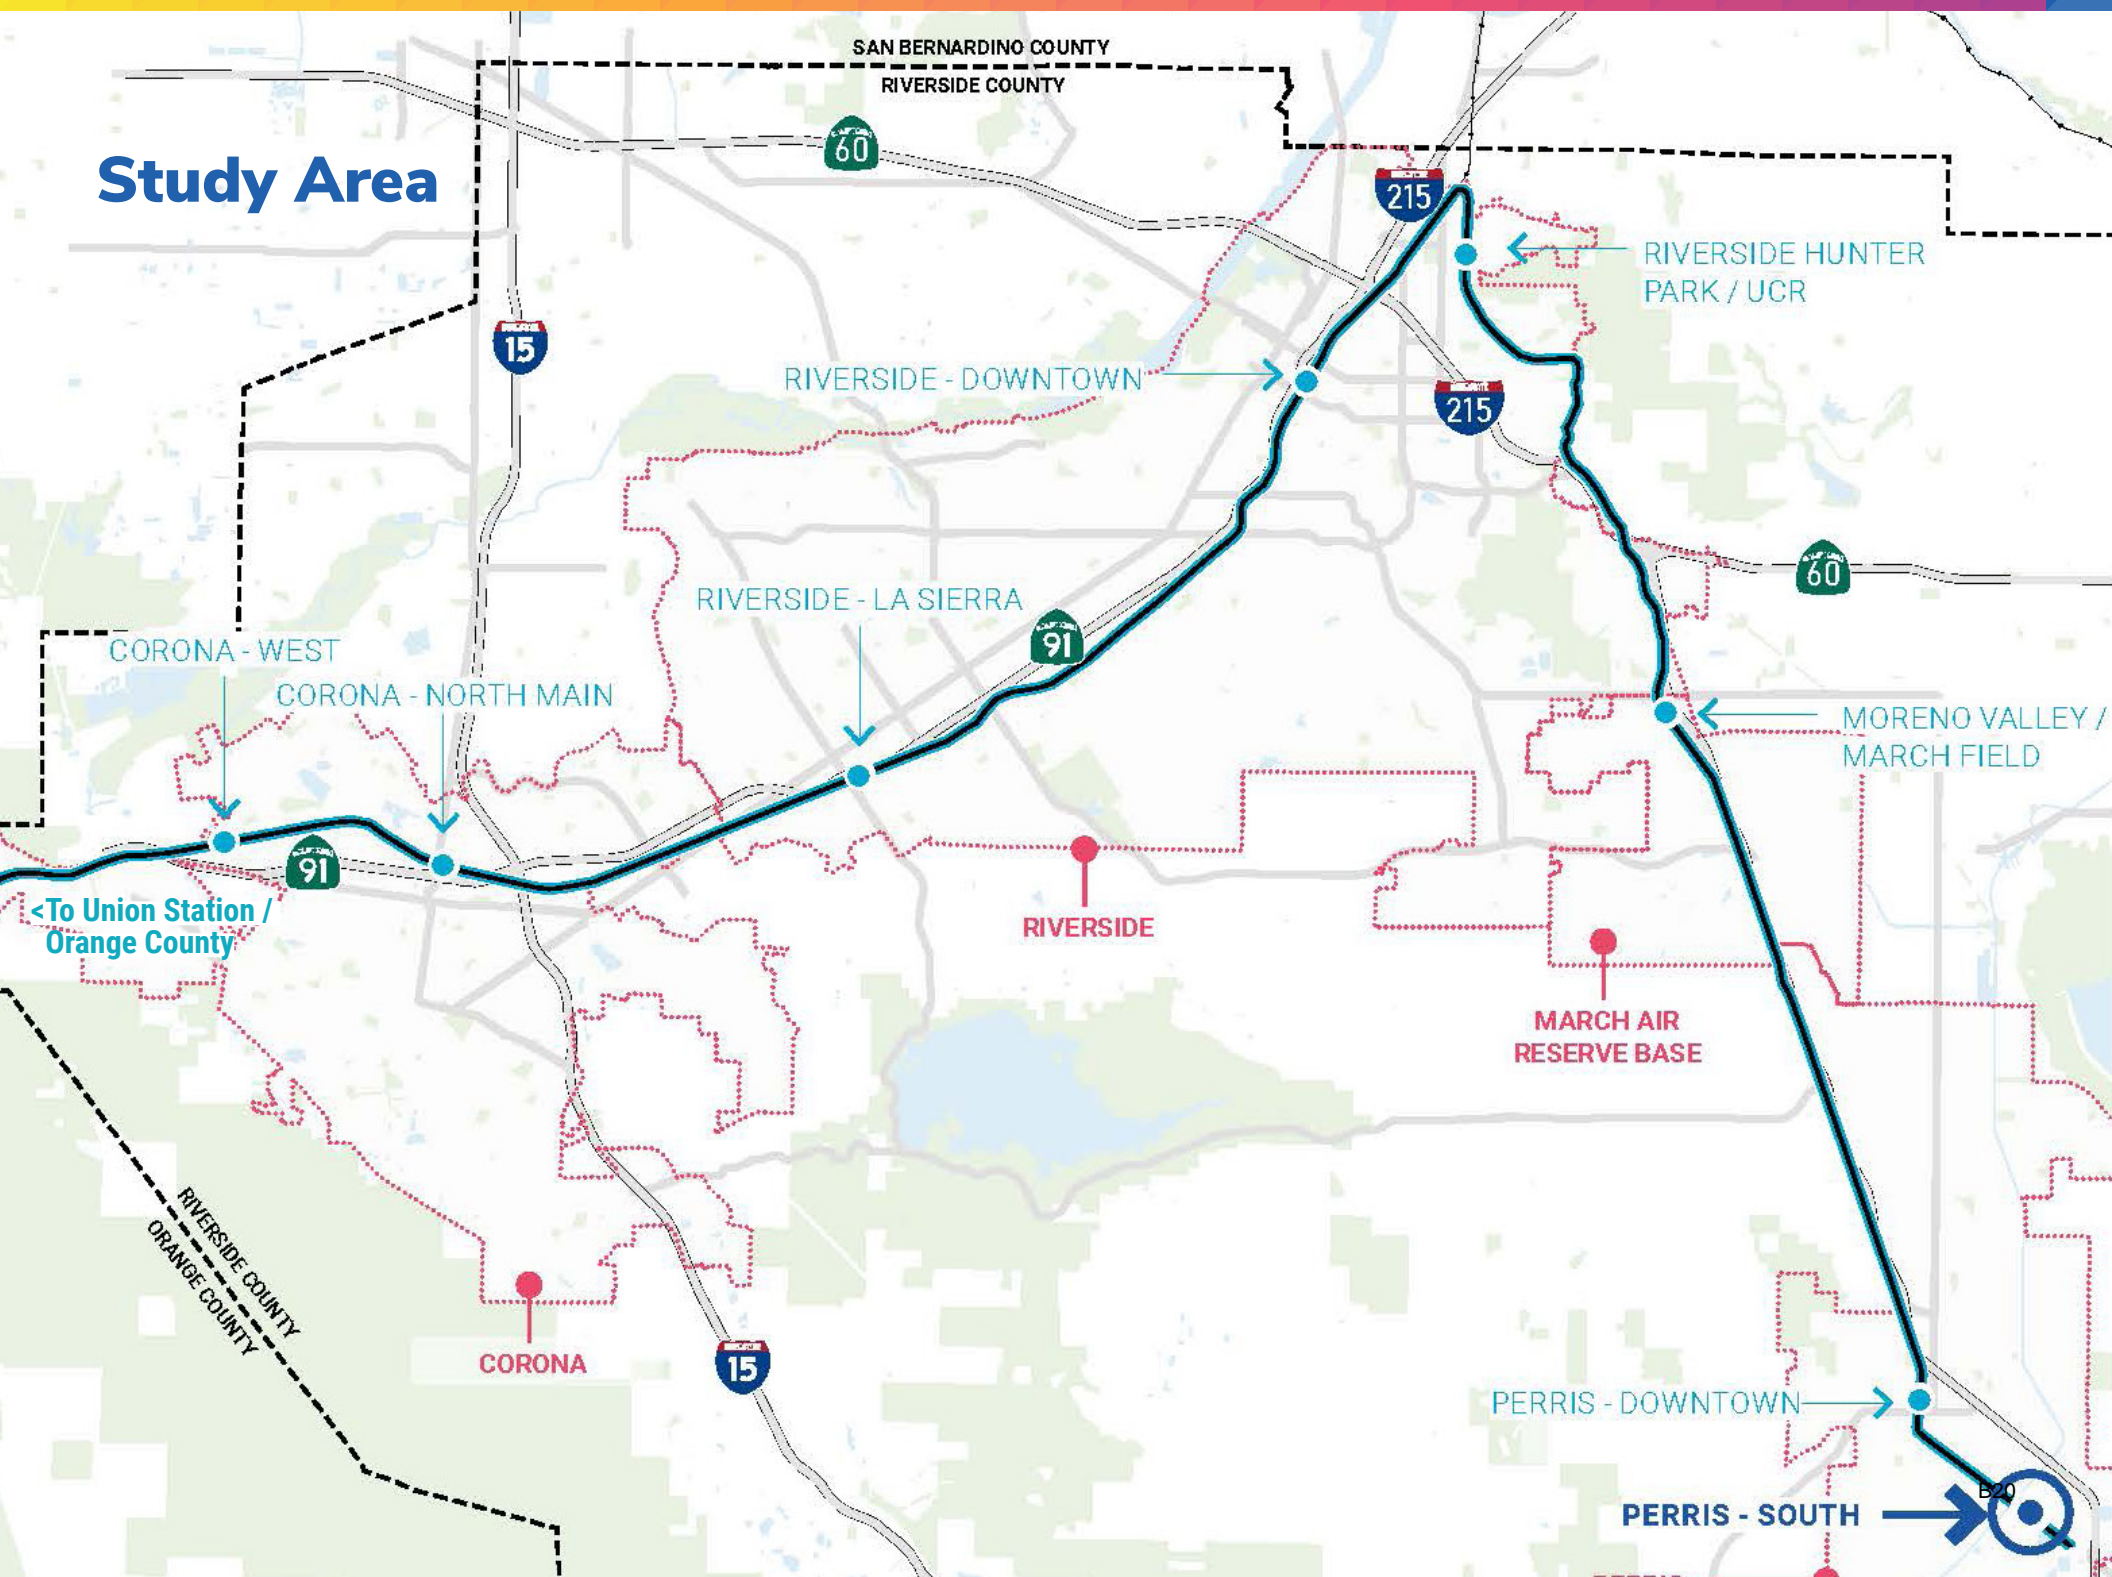 SAN BERNARDINO COUNTY
RIVERSIDE COUNTY
60
Study Area
215
RIVERSIDE HUNTER
PARK / UCR
15
RIVERSIDE - DOWNTOWN
215
60
RIVERSIDE - LA SIERRA
91
CORONA - WEST
CORONA - NORTH MAIN
MORENO VALLEY /
MARCH FIELD
91
<To Union Station /
Orange County
RIVERSIDE
MARCH AIR
RESERVE BASE
RIVERSIDE COUNTY
ORANGE COUNTY
CORONA
15
PERRIS - DOWNTOWN
B20
PERRIS - SOUTH